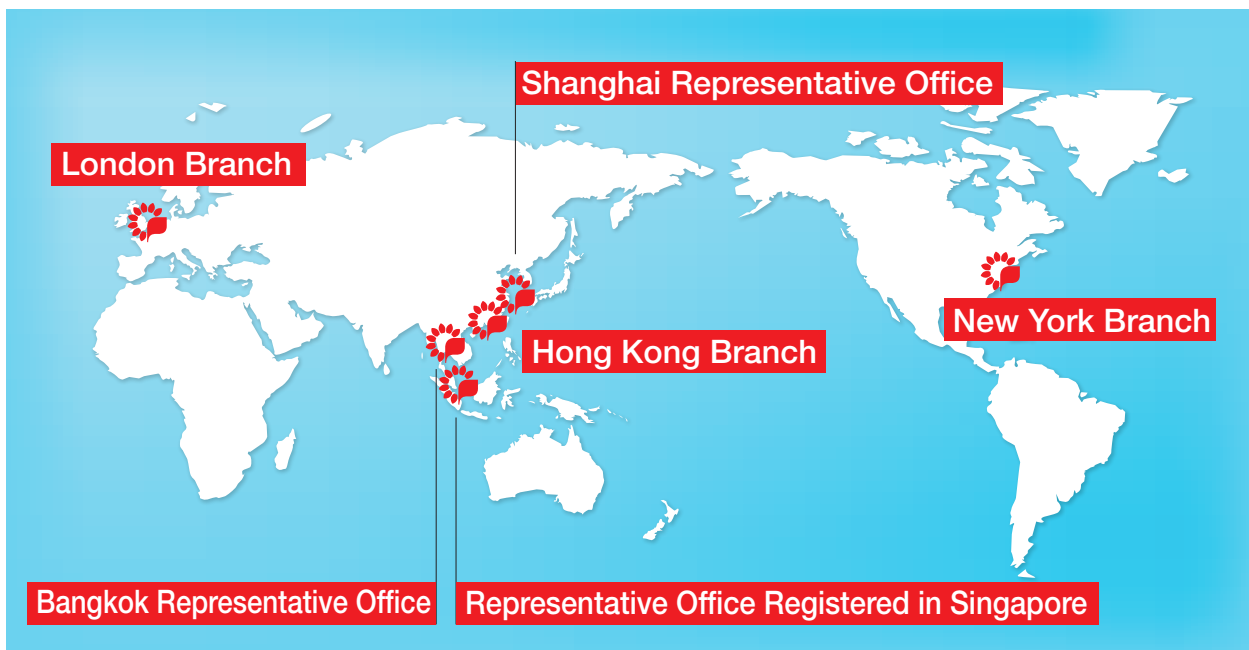 Shanghai Representative Office
London Branch
New York Branch
Hong Kong Branch
Bangkok Representative Office
Representative Office Registered in Singapore